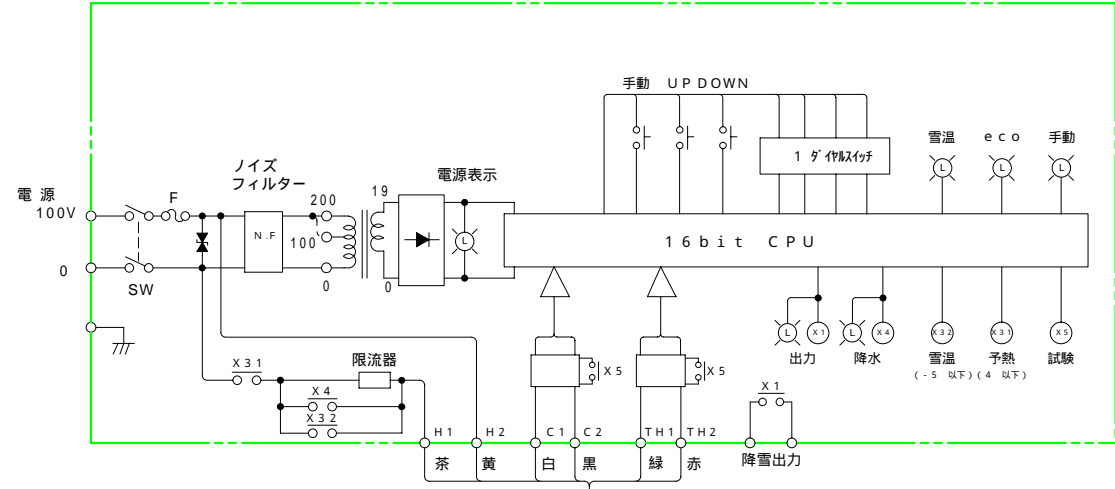 手動 UP DOWN
雪温 eco 手動
1 ダイヤルスイッチ
L L L
ノイズ
フィルター
電源表示
電源
100V
F
200
19
N.F
100
L
16bit CPU
0
SW
0
0
L X1 L X4 X32 X31 X5
出力 降水 雪温 予熱 試験
(-5 以下) (4 以下)
X31
限流器
X5
X5
X4
X32
X1
H1 H2 C1 C2 TH1 TH2
茶 黄 白 黒 緑 赤
降雪出力